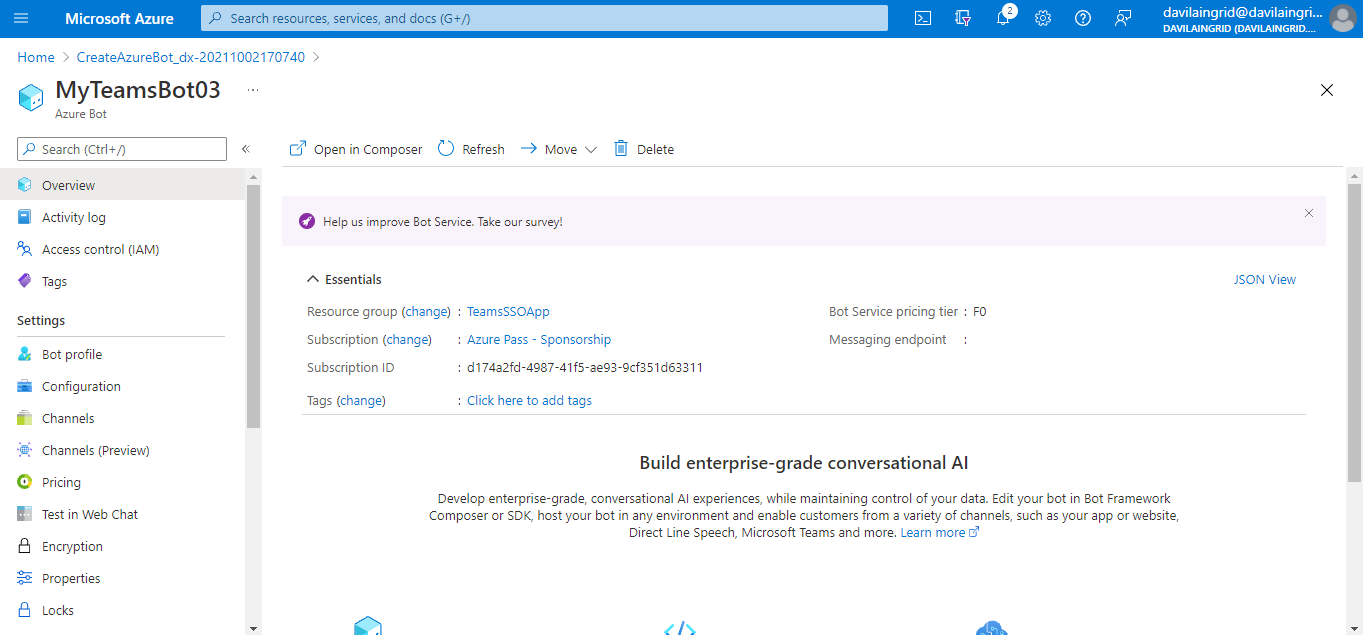 Microsoft Azure
Search resources, services, and docs (G+/)
2
davilaingrid@davilaingri...
DAVILAINGRID (DAVILAINGRID....
Home > CreateAzureBot_dx-20211002170740 >
MyTeamsBot03 ...
Azure Bot
Search (Ctrl+/)
«
Open in Composer Refresh Move Delete
Overview
Activity log
Access control (IAM)
Tags
Settings
Bot profile
Configuration
Channels
Channels (Preview)
Pricing
Test in Web Chat
Encryption
Properties
Locks
Help us improve Bot Service. Take our survey!
Essentials JSON View
Resource group (change) : TeamsSSOApp
Subscription (change) : Azure Pass - Sponsorship
Subscription ID : d174a2fd-4987-41f5-ae93-9cf351d63311
Tags (change) : Click here to add tags
Bot Service pricing tier : F0
Messaging endpoint :
Build enterprise-grade conversational AI
Develop enterprise-grade, conversational AI experiences, while maintaining control of your data. Edit your bot in Bot Framework
Composer or SDK, host your bot in any environment and enable customers from a variety of channels, such as your app or website,
Direct Line Speech, Microsoft Teams and more. Learn more